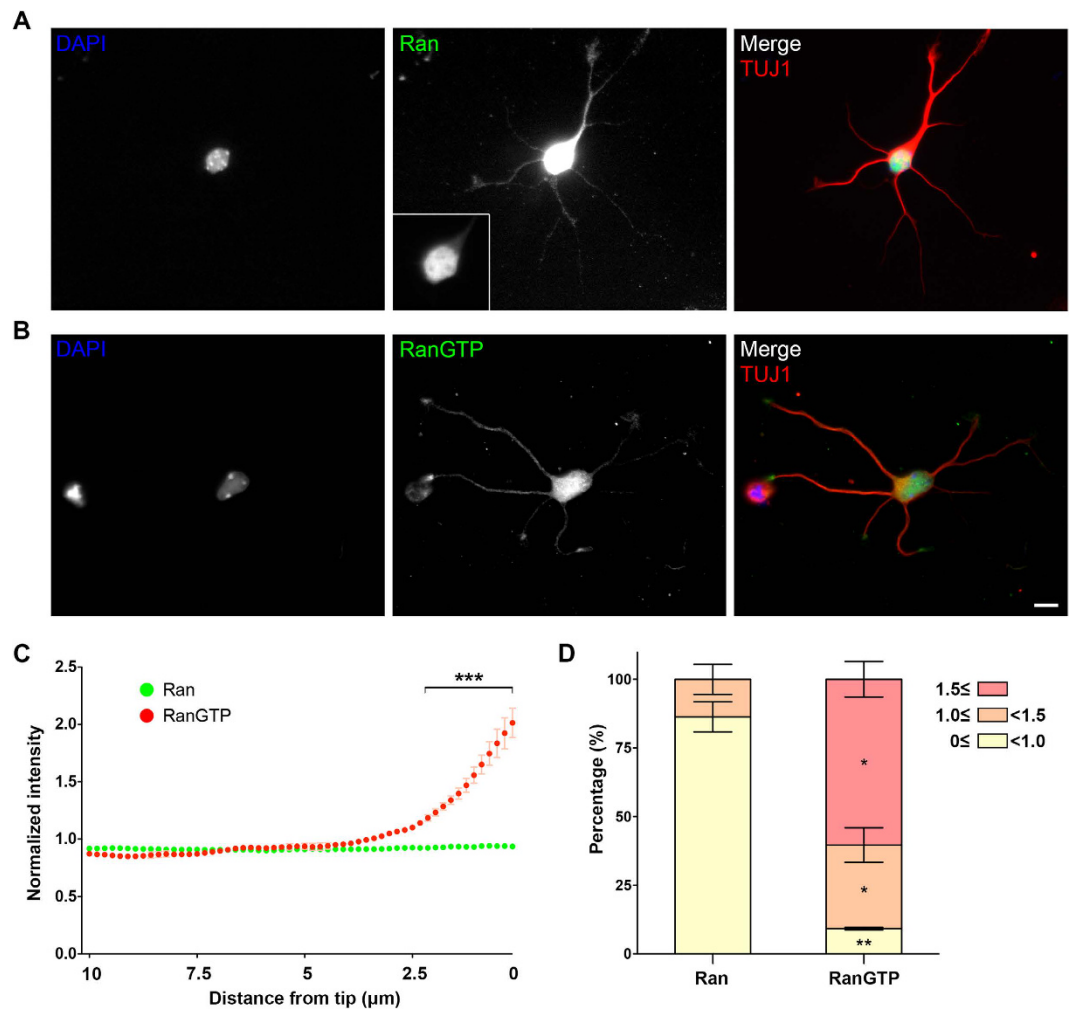 A
DAPI
Ran
Merge
TUJ1
B
DAPI
RanGTP
Merge
TUJ1
C
2.5
2.0
1.5
1.0
0.5
0.0
Normalized intensity
Ran
RanGTP
***
10 7.5 5 2.5 0
Distance from tip (µm)
D
100
75
50
25
0
Percentage (%)
*
*
**
Ran RanGTP
1.5≤
1.0≤ <1.5
0≤ <1.0